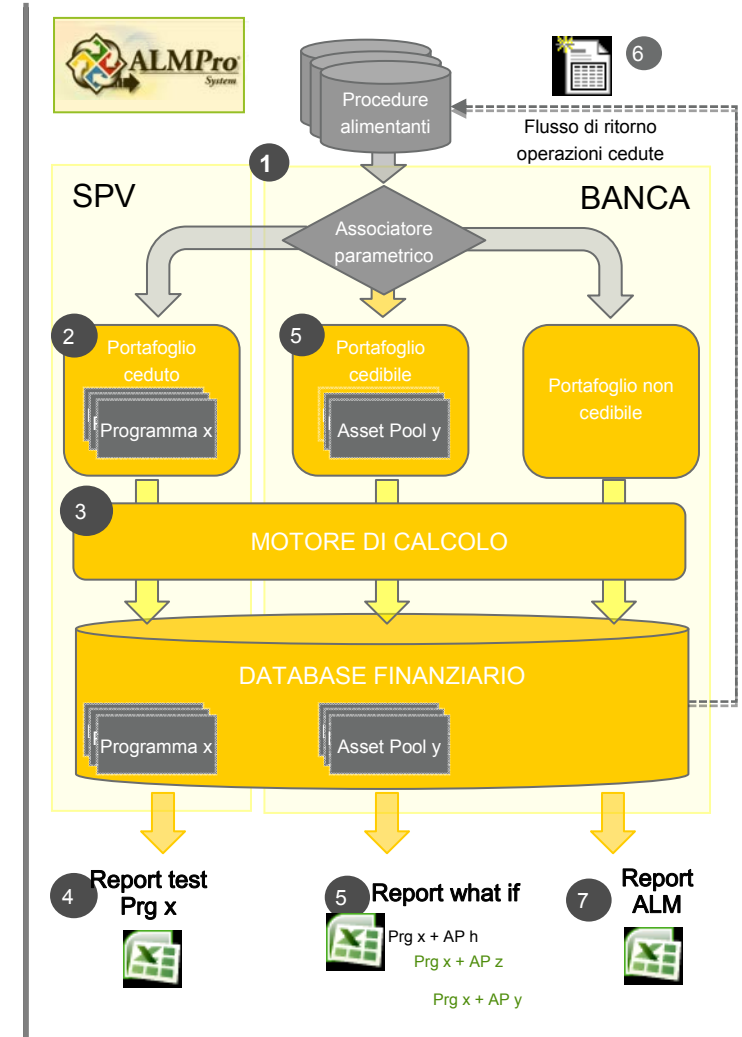 ALMPro
System
Procedure
alimentanti
6
Flusso di ritorno
operazioni cedute
1
SPV
BANCA
Associatore
parametrico
2
Portafoglio
ceduto
Programma x
5
Portafoglio
cedibile
Asset Pool y
Portafoglio non
cedibile
3
MOTORE DI CALCOLO
DATABASE FINANZIARIO
Programma x
Asset Pool y
4
Report test
Prg x
5
Report what if
Prg x + AP h
Prg x + AP z
Prg x + AP y
7
Report
ALM